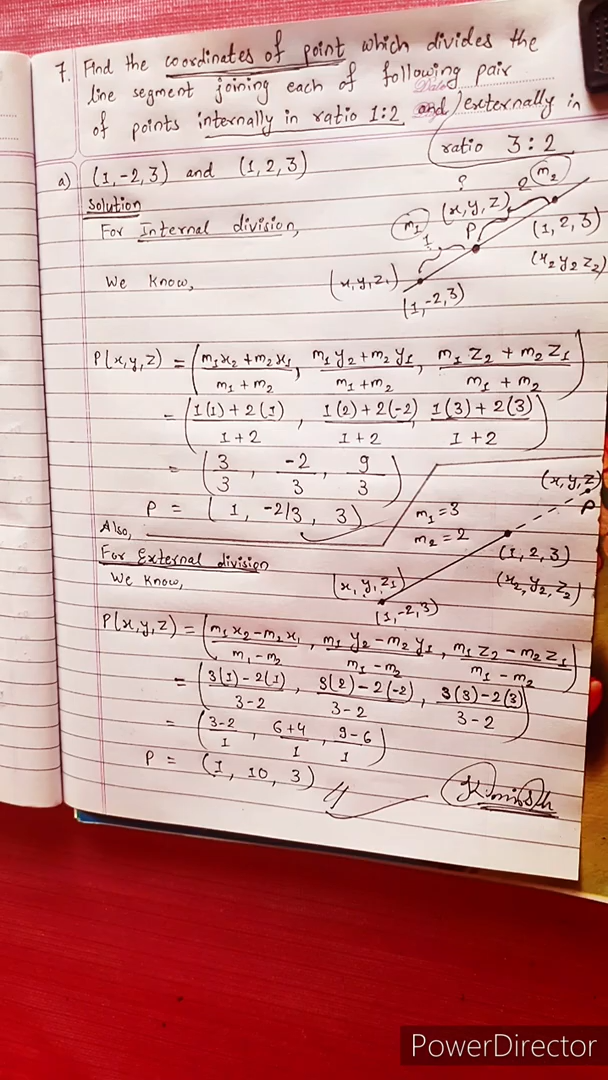 7. Find the coordinates of point which divides the
line segment joining each of following pair
of points internally in ratio 1:2 and externally in
ratio 3:2
a) (1,-2,3) and (1,2,3)
Solution
For Internal division,
We know,
m₁ 1 (x,y,z) P 2 m₂
(x,y,z₁)
(1,-2,3)
(1,2,3)
(x₂ y₂ z₂)
P(x,y,z) = ((m₁x₂+m₂x₁)/(m₁+m₂), (m₁y₂+m₂y₁)/(m₁+m₂), (m₁z₂+m₂z₁)/(m₁+m₂))
= ((1(1)+2(1))/(1+2), (1(2)+2(-2))/(1+2), (1(3)+2(3))/(1+2))
= (3/3, -2/3, 9/3)
P = (1, -2/3, 3)
Also,
For External division
We know,
m₁=3
m₂=2
(x,y,z)
P
(1,2,3)
(x₂,y₂,z₂)
(x,y,z₁)
(1,-2,3)
P(x,y,z) = ((m₁x₂-m₂x₁)/(m₁-m₂), (m₁y₂-m₂y₁)/(m₁-m₂), (m₁z₂-m₂z₁)/(m₁-m₂))
= ((3(1)-2(1))/(3-2), (3(2)-2(-2))/(3-2), (3(3)-2(3))/(3-2))
= ((3-2)/1, (6+4)/1, (9-6)/1)
P = (1, 10, 3)
PowerDirector